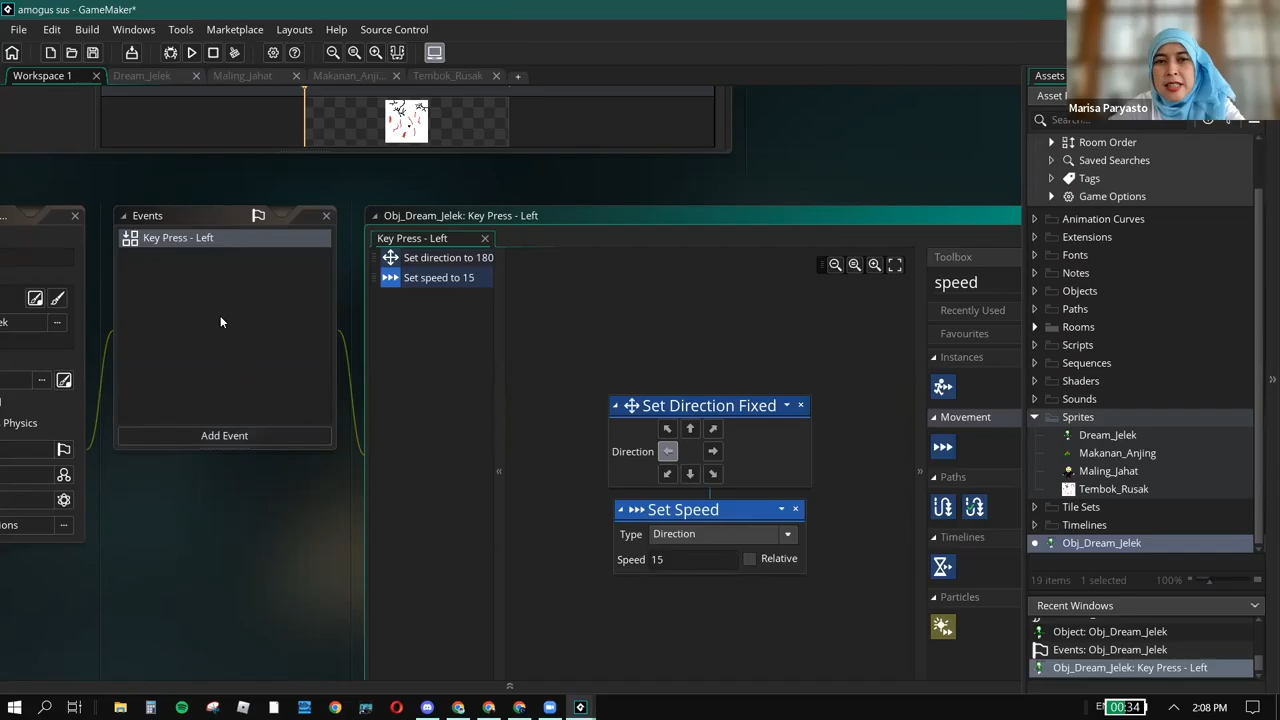 amogus sus - GameMaker*
File Edit Build Windows Tools Marketplace Layouts Help Source Control
Workspace 1 Dream_Jelek Maling_Jahat Makanan_Anji... Tembok_Rusak
Assets
Marisa Paryasto
Asset
Search...
Room Order
Saved Searches
Tags
Game Options
Animation Curves
Extensions
Fonts
Notes
Objects
Paths
Rooms
Scripts
Sequences
Shaders
Sounds
Sprites
Dream_Jelek
Makanan_Anjing
Maling_Jahat
Tembok_Rusak
Tile Sets
Timelines
Obj_Dream_Jelek
19 items 1 selected 100%
Recent Windows
Object: Obj_Dream_Jelek
Events: Obj_Dream_Jelek
Obj_Dream_Jelek: Key Press - Left
Events
Key Press - Left
Add Event
Physics
Obj_Dream_Jelek: Key Press - Left
Key Press - Left
Set direction to 180
Set speed to 15
Set Direction Fixed
Direction
Set Speed
Type Direction
Speed 15 Relative
Toolbox
speed
Recently Used
Favourites
Instances
Movement
Paths
Timelines
Particles
00:34
2:08 PM